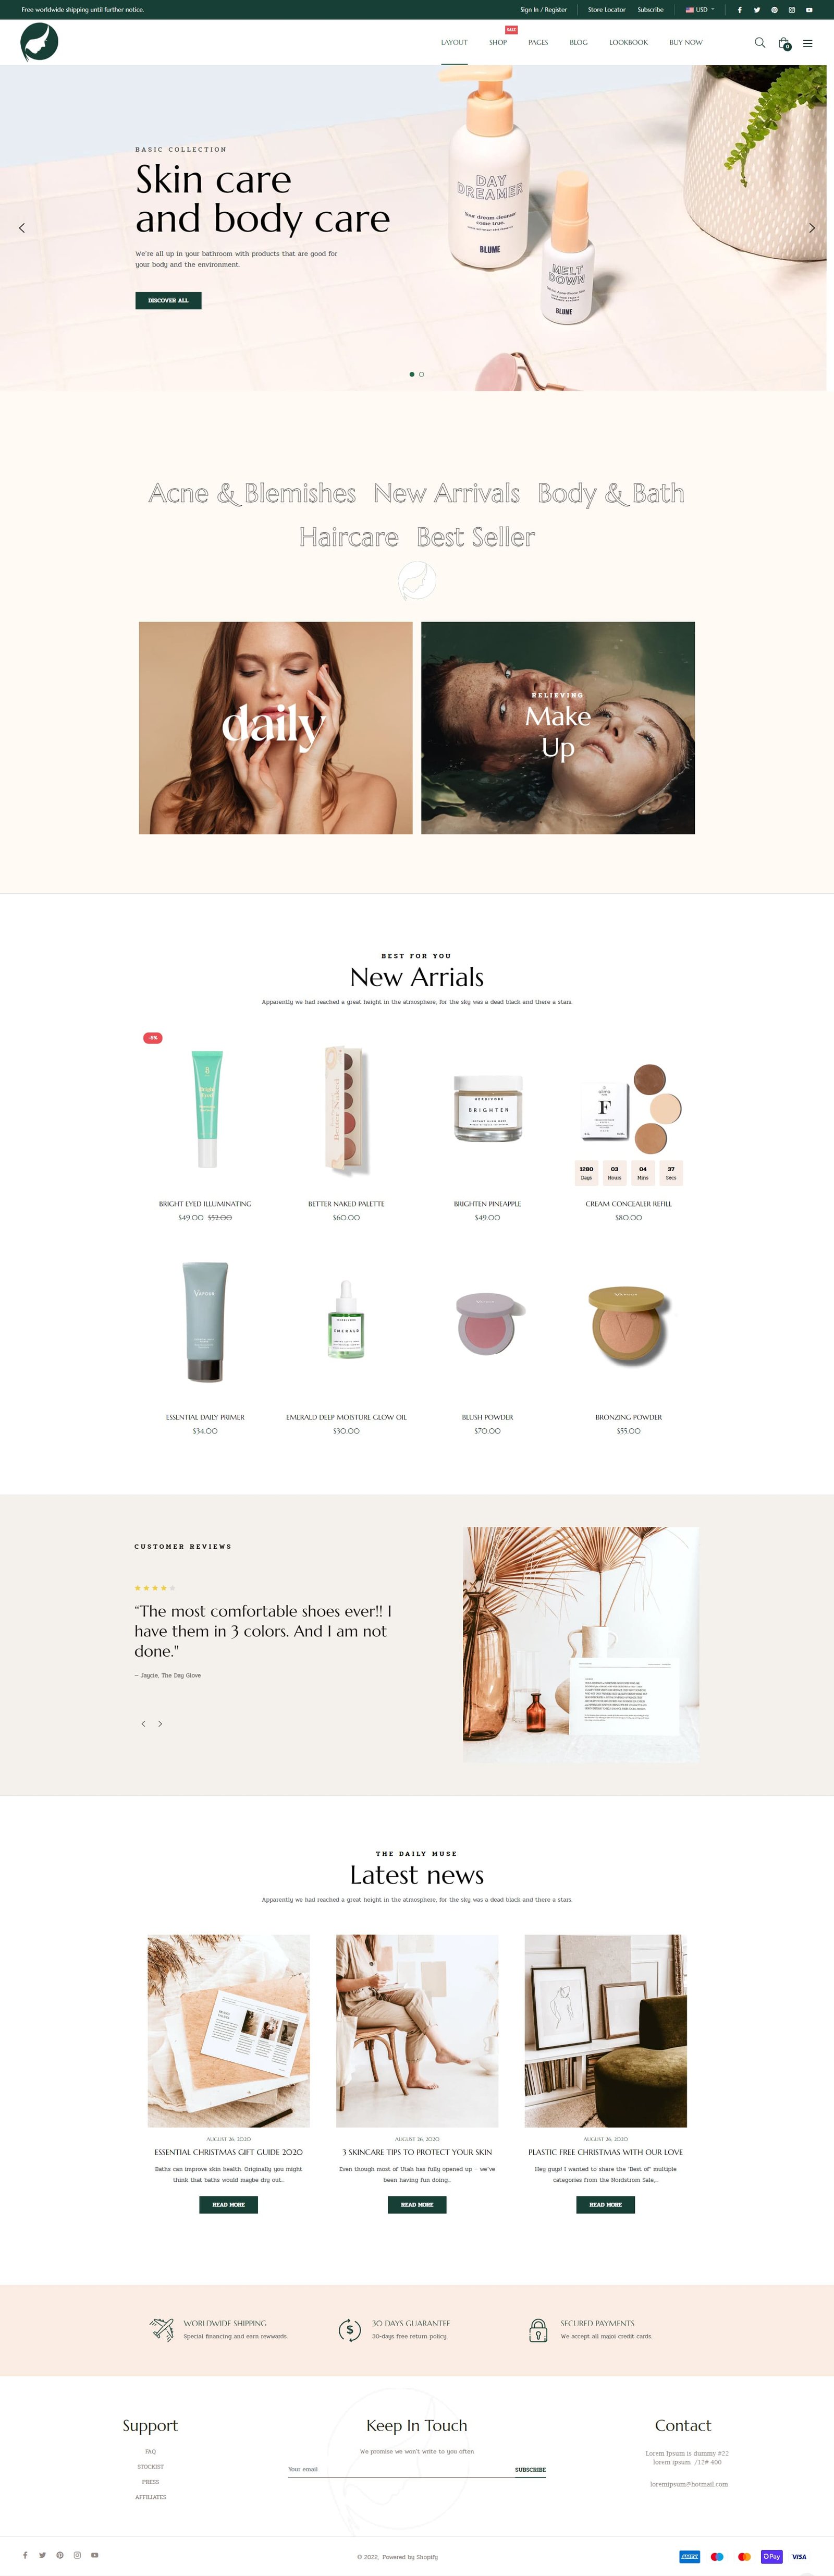 Free worldwide shipping until further notice.
Sign In / Register
Store Locator
Subscribe
USD
LAYOUT
SHOP
SALE
PAGES
BLOG
LOOKBOOK
BUY NOW
0
BASIC COLLECTION
Skin care
and body care
We're all up in your bathroom with products that are good for
your body and the environment.
DISCOVER ALL
DAY
DREAMER
Your dream cleanser
come true.
BLUME
MELT
DOWN
BLUME
Acne & Blemishes New Arrivals Body & Bath
Haircare Best Seller
daily
RELIEVING
Make
Up
BEST FOR YOU
New Arrials
Apparently we had reached a great height in the atmosphere, for the sky was a dead black and there a stars.
-6%
8
Better Naked
HERBIVORE
BRIGHTEN
F
1280
Days
03
Hours
04
Mins
37
Secs
BRIGHT EYED ILLUMINATING
$49.00 $52.00
BETTER NAKED PALETTE
$60.00
BRIGHTEN PINEAPPLE
$49.00
CREAM CONCEALER REFILL
$80.00
VAPOUR
EMERALD
ESSENTIAL DAILY PRIMER
$34.00
EMERALD DEEP MOISTURE GLOW OIL
$30.00
BLUSH POWDER
$70.00
BRONZING POWDER
$55.00
CUSTOMER REVIEWS
“The most comfortable shoes ever!! I
have them in 3 colors. And I am not
done."
– Jaycie, The Day Glove
THE DAILY MUSE
Latest news
Apparently we had reached a great height in the atmosphere, for the sky was a dead black and there a stars.
AUGUST 26, 2020
ESSENTIAL CHRISTMAS GIFT GUIDE 2020
Baths can improve skin health. Originally you might
think that baths would maybe dry out...
READ MORE
AUGUST 26, 2020
3 SKINCARE TIPS TO PROTECT YOUR SKIN
Even though most of Utah has fully opened up – we've
been having fun doing...
READ MORE
AUGUST 26, 2020
PLASTIC FREE CHRISTMAS WITH OUR LOVE
Hey guys! I wanted to share the 'Best of' multiple
categories from the Nordstrom Sale,...
READ MORE
WORLDWIDE SHIPPING
Special financing and earn rewwards.
30 DAYS GUARANTEE
30-days free return policy.
SECURED PAYMENTS
We accept all major credit cards.
Support
FAQ
STOCKIST
PRESS
AFFILIATES
Keep In Touch
We promise we won't write to you often
Your email
SUBSCRIBE
Contact
Lorem Ipsum is dummy #22
lorem ipsum /12# 400
loremipsum@hotmail.com
© 2022, Powered by Shopify
AMERICAN EXPRESS
OPay
VISA